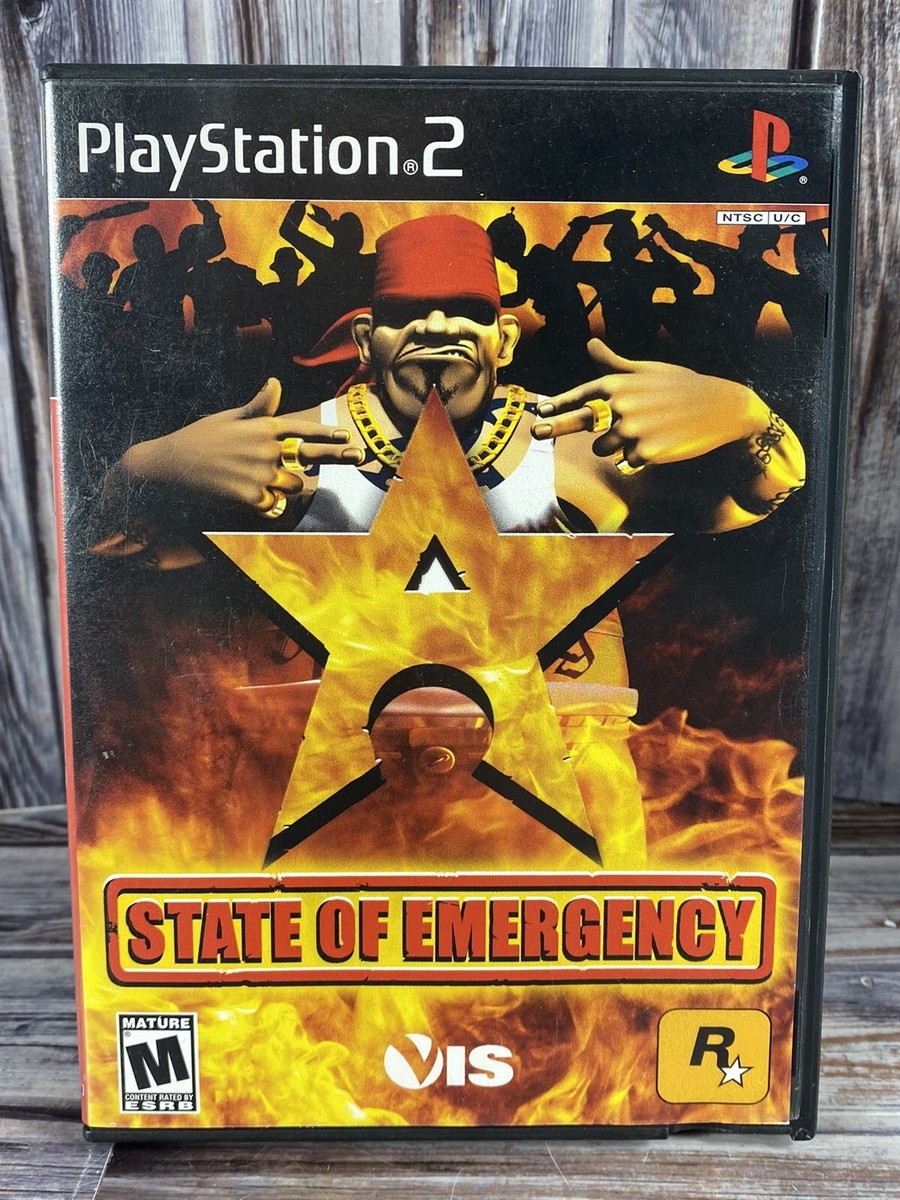 PlayStation®2
®
NTSC U/C
STATE OF EMERGENCY
MATURE
®
M
CONTENT RATED BY
ESRB
VIS
R